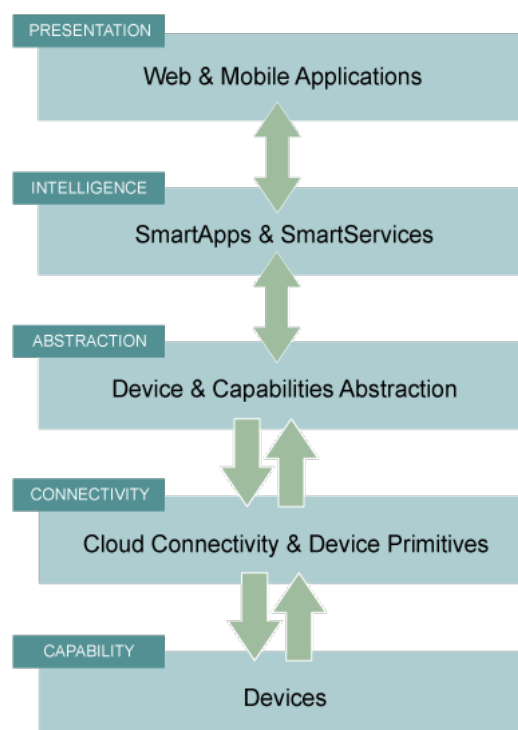 PRESENTATION
Web & Mobile Applications
INTELLIGENCE
SmartApps & SmartServices
ABSTRACTION
Device & Capabilities Abstraction
CONNECTIVITY
Cloud Connectivity & Device Primitives
CAPABILITY
Devices